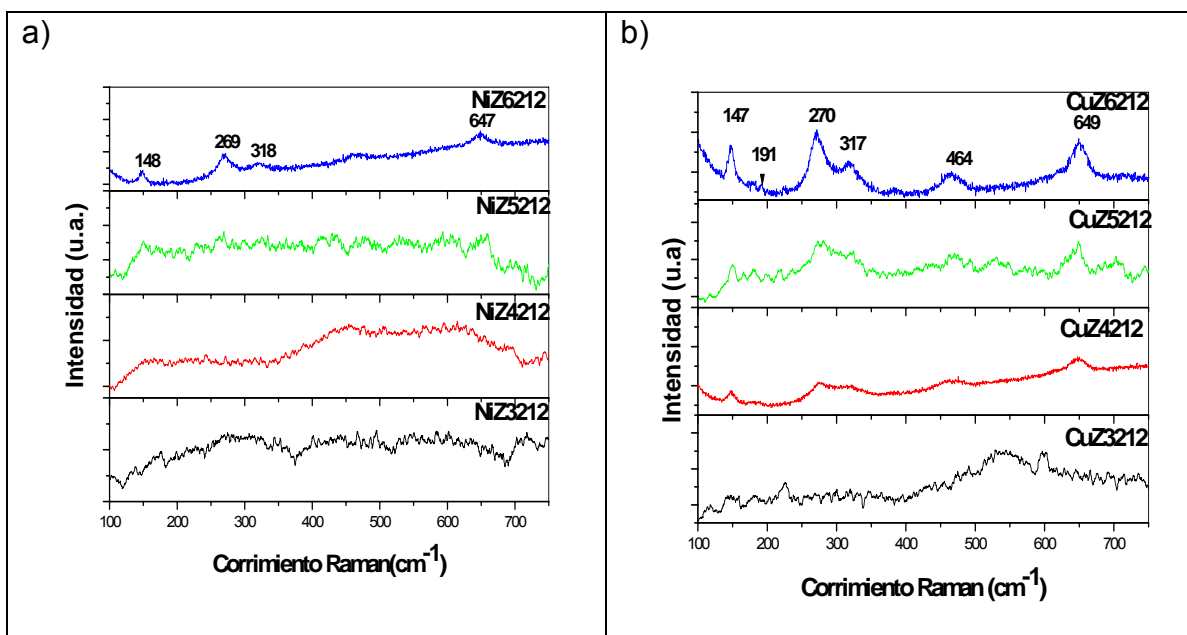 a)
NiZ6212
647
269
318
148
NiZ5212
NiZ4212
NiZ3212
Intensidad (u.a.)
100 200 300 400 500 600 700
Corrimiento Raman(cm-1)
b)
CuZ6212
147
270
649
317
191
464
CuZ5212
CuZ4212
CuZ3212
Intensidad (u.a)
100 200 300 400 500 600 700
Corrimiento Raman (cm-1)